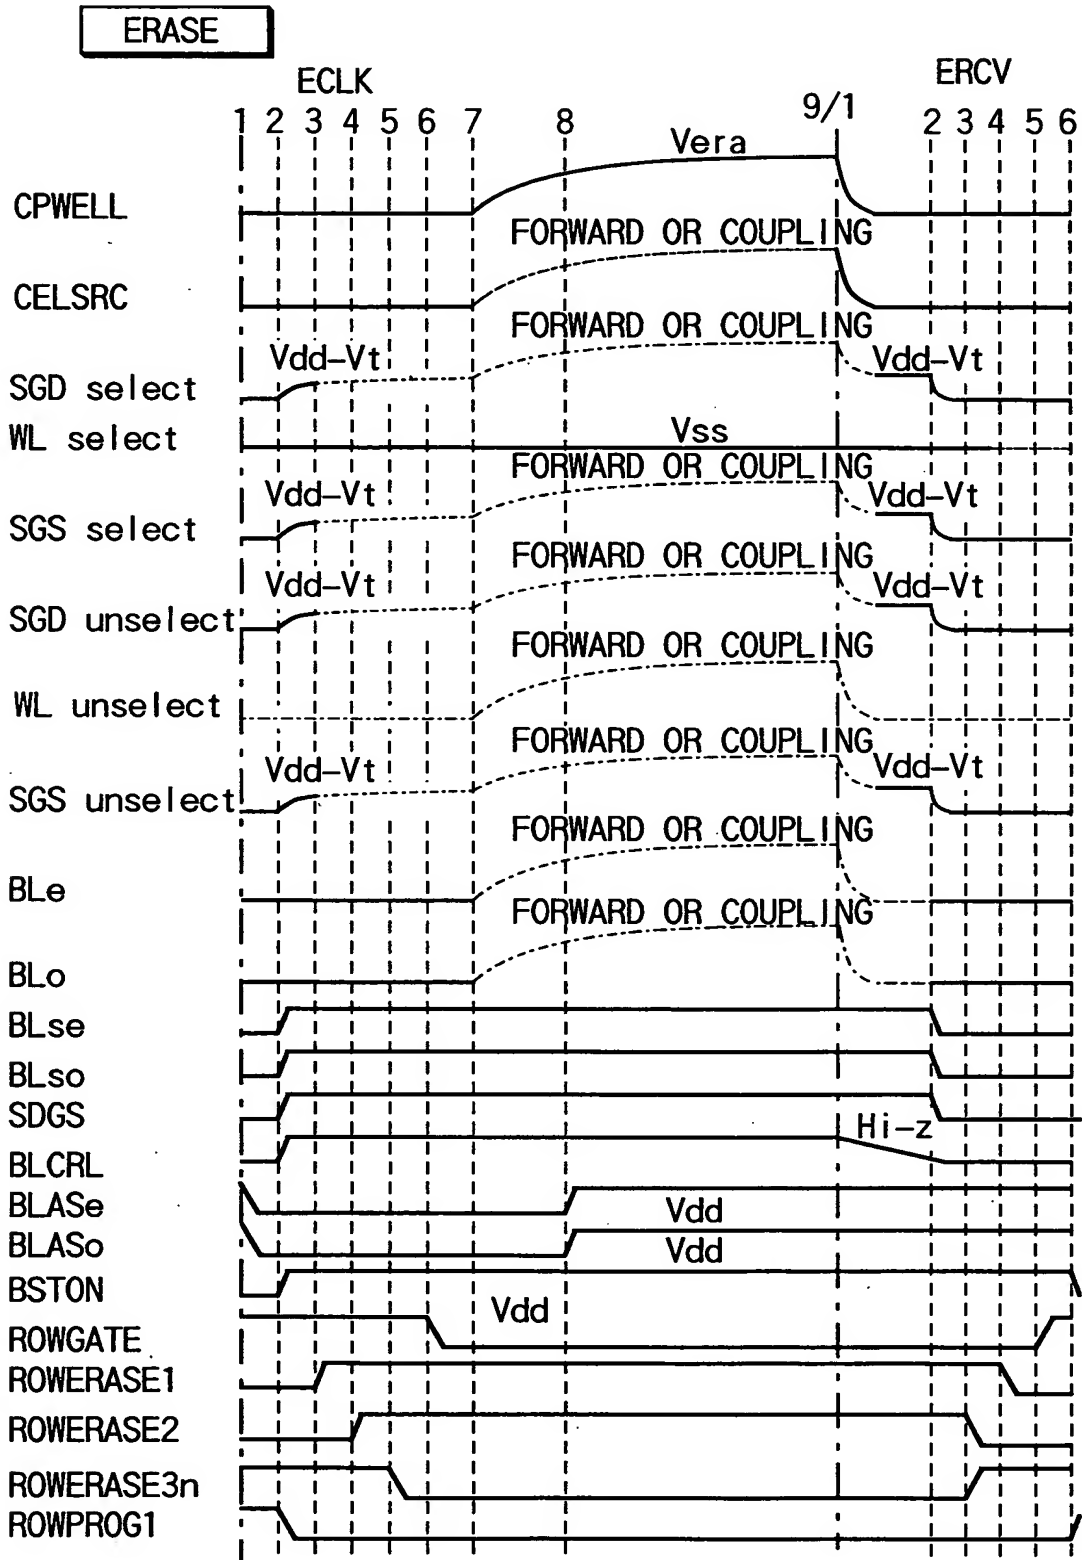 ERASE
ECLK
ERCV
1 2 3 4 5 6 7 8 9/1 2 3 4 5 6
Vera
CPWELL
FORWARD OR COUPLING
CELSRC
FORWARD OR COUPLING
Vdd-Vt Vdd-Vt
SGD select
WL select Vss
FORWARD OR COUPLING
Vdd-Vt Vdd-Vt
SGS select
FORWARD OR COUPLING
Vdd-Vt Vdd-Vt
SGD unselect
FORWARD OR COUPLING
WL unselect
FORWARD OR COUPLING
Vdd-Vt Vdd-Vt
SGS unselect
FORWARD OR COUPLING
BLe
FORWARD OR COUPLING
BLo
BLse
BLso
SDGS
Hi-z
BLCRL
BLASe Vdd
BLASo Vdd
BSTON
Vdd
ROWGATE
ROWERASE1
ROWERASE2
ROWERASE3n
ROWPROG1